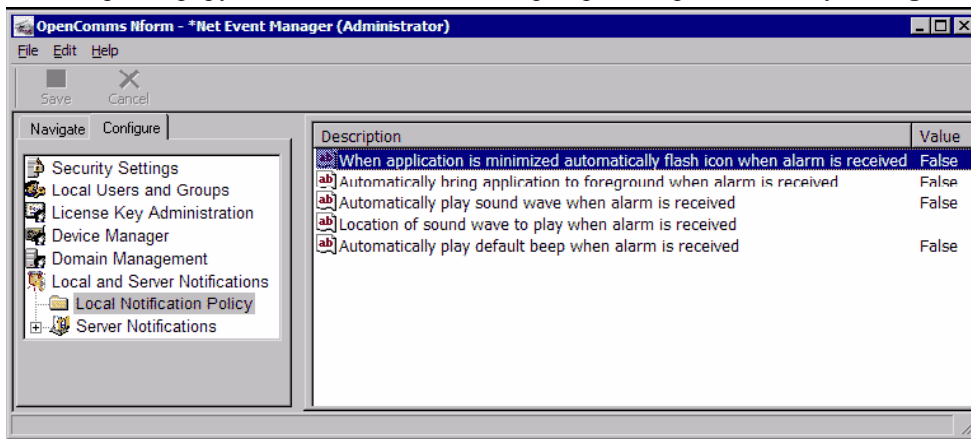 OpenComms Nform - *Net Event Manager (Administrator)
File Edit Help
Save Cancel
Navigate Configure
Security Settings
Local Users and Groups
License Key Administration
Device Manager
Domain Management
Local and Server Notifications
Local Notification Policy
Server Notifications
Description Value
When application is minimized automatically flash icon when alarm is received False
Automatically bring application to foreground when alarm is received False
Automatically play sound wave when alarm is received False
Location of sound wave to play when alarm is received
Automatically play default beep when alarm is received False